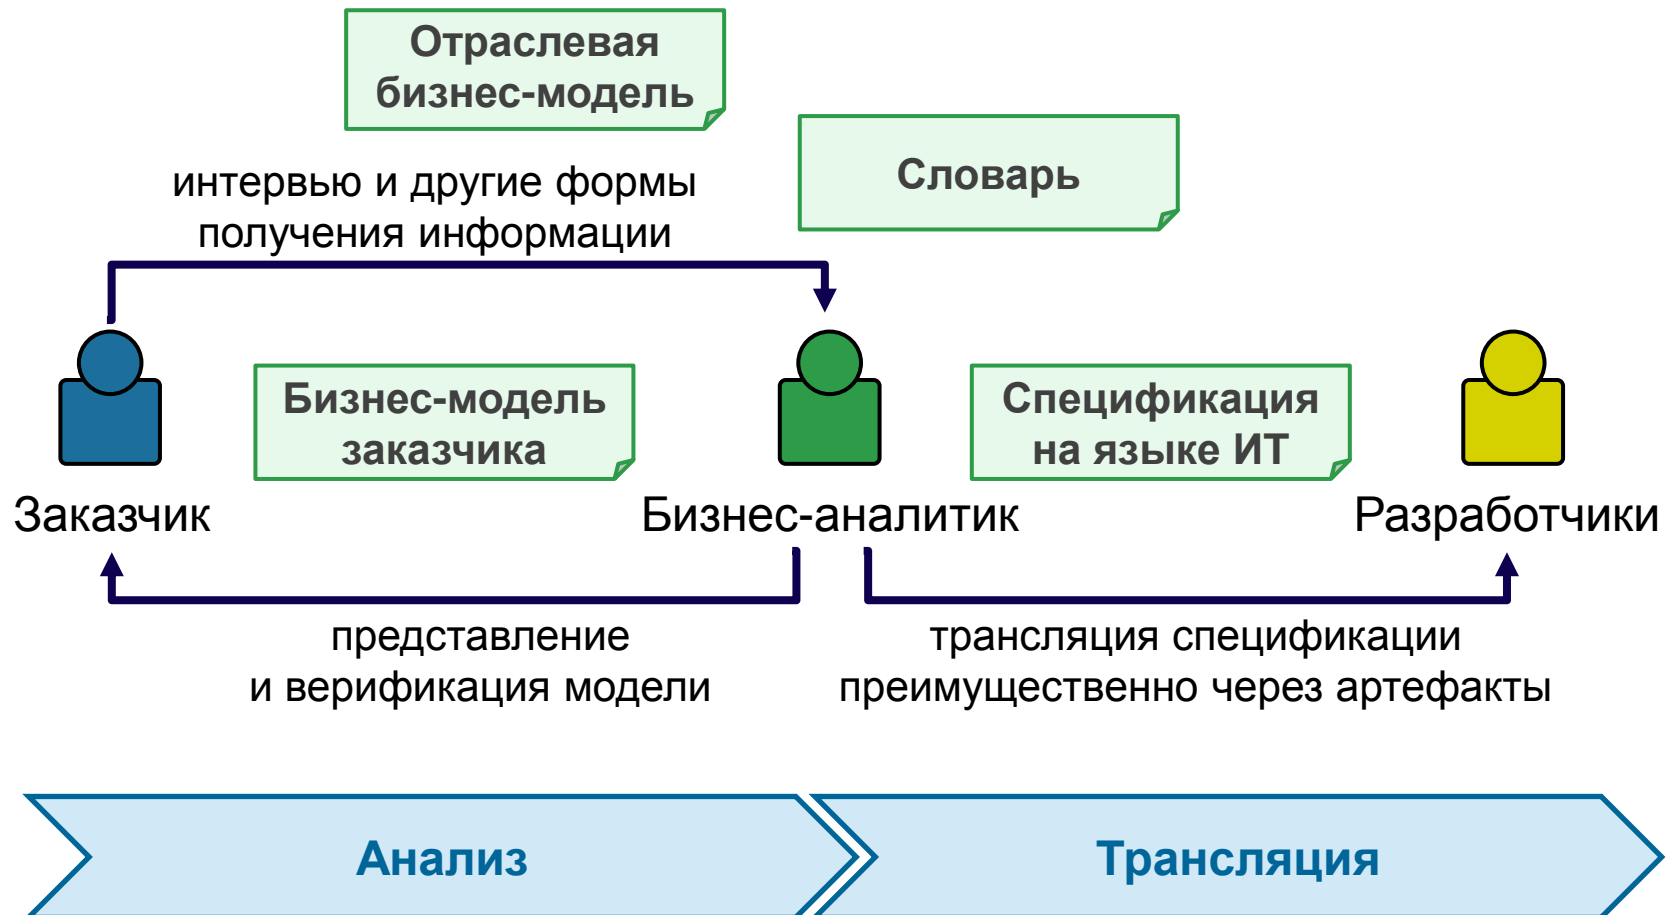 Отраслевая
бизнес-модель
Словарь
интервью и другие формы
получения информации
Бизнес-модель
заказчика
Спецификация
на языке ИТ
Заказчик
Бизнес-аналитик
Разработчики
представление
и верификация модели
трансляция спецификации
преимущественно через артефакты
Анализ
Трансляция